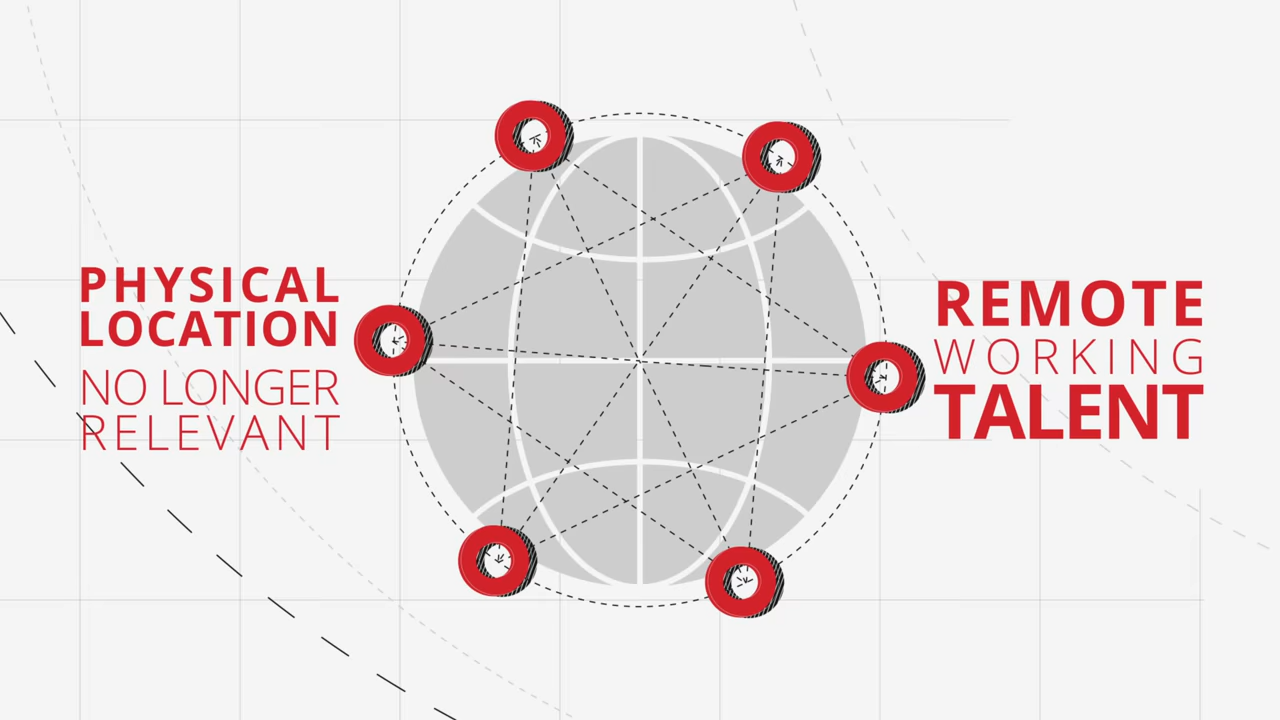 PHYSICAL
LOCATION
NO LONGER
RELEVANT
REMOTE
WORKING
TALENT